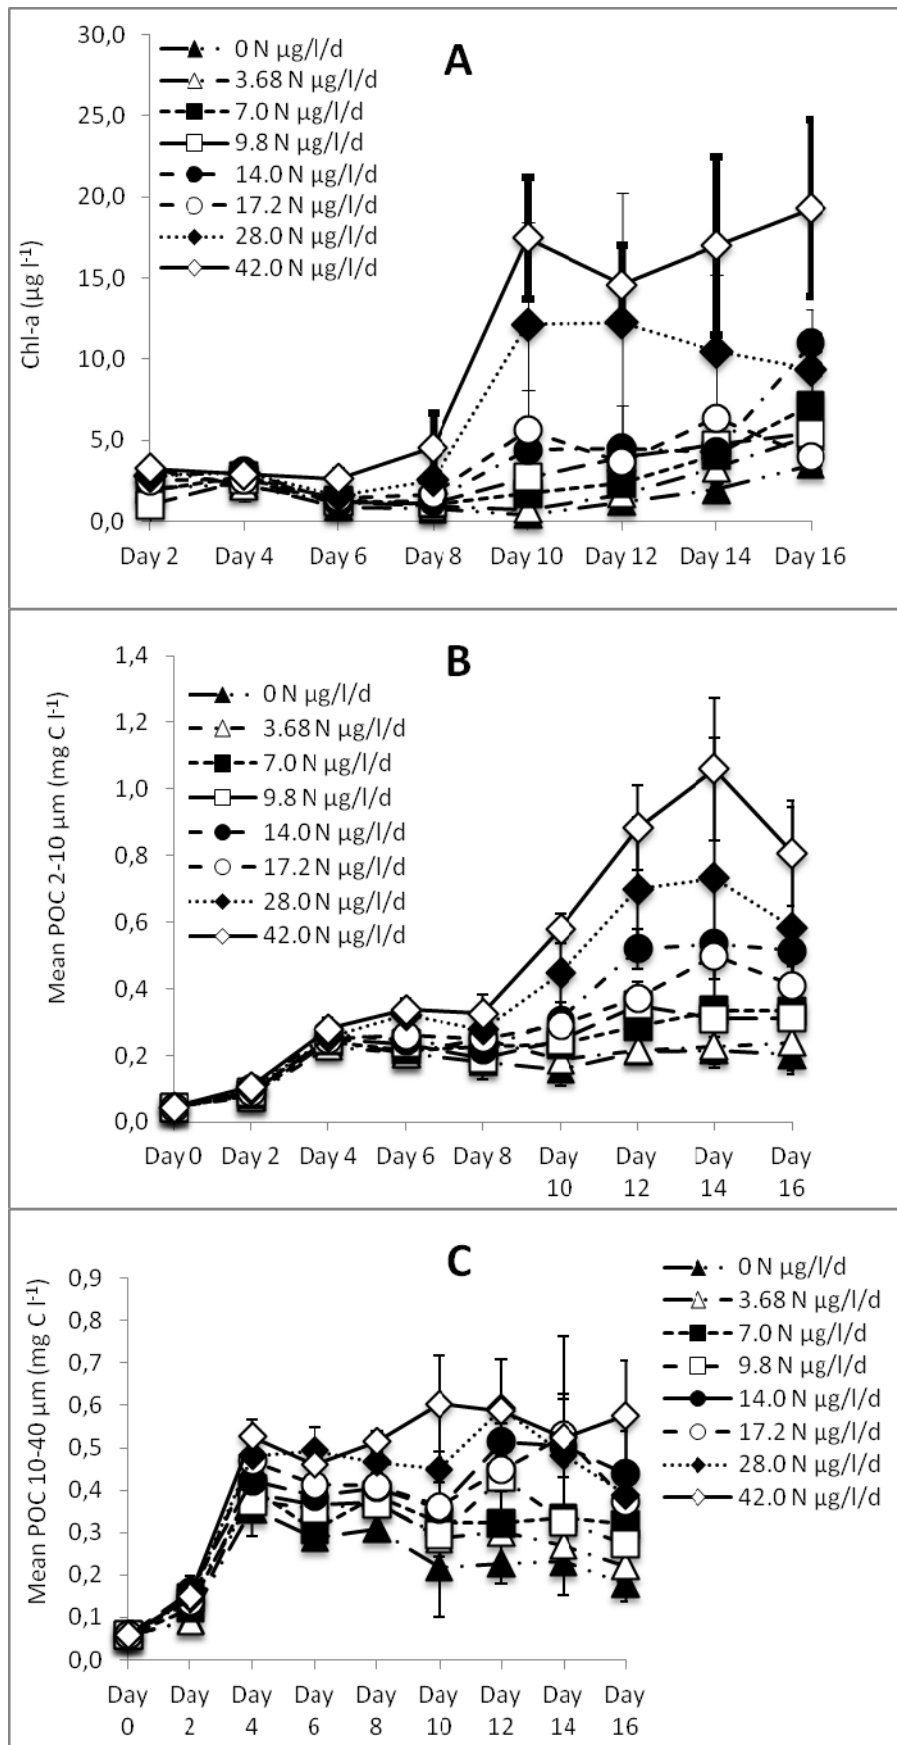 A
30,0
25,0
20,0
15,0
10,0
5,0
0,0
Chl-a (µg l-1)
0 N µg/l/d
3.68 N µg/l/d
7.0 N µg/l/d
9.8 N µg/l/d
14.0 N µg/l/d
17.2 N µg/l/d
28.0 N µg/l/d
42.0 N µg/l/d
Day 2 Day 4 Day 6 Day 8 Day 10 Day 12 Day 14 Day 16
B
1,4
1,2
1,0
0,8
0,6
0,4
0,2
0,0
Mean POC 2-10 µm (mg C l-1)
0 N µg/l/d
3.68 N µg/l/d
7.0 N µg/l/d
9.8 N µg/l/d
14.0 N µg/l/d
17.2 N µg/l/d
28.0 N µg/l/d
42.0 N µg/l/d
Day 0 Day 2 Day 4 Day 6 Day 8 Day Day Day Day
10 12 14 16
C
0,9
0,8
0,7
0,6
0,5
0,4
0,3
0,2
0,1
0,0
Mean POC 10-40 µm (mg C l-1)
0 N µg/l/d
3.68 N µg/l/d
7.0 N µg/l/d
9.8 N µg/l/d
14.0 N µg/l/d
17.2 N µg/l/d
28.0 N µg/l/d
42.0 N µg/l/d
Day Day Day Day Day Day Day Day Day
0 2 4 6 8 10 12 14 16